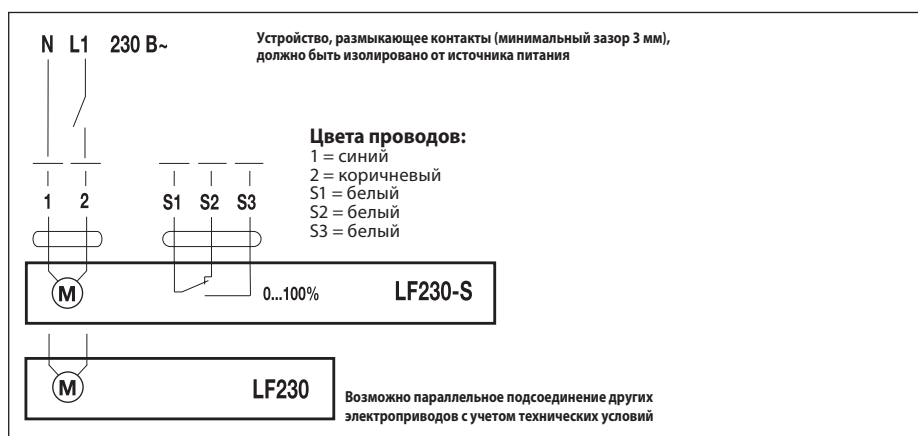 N L1 230 В~
Устройство, размыкающее контакты (минимальный зазор 3 мм),
должно быть изолировано от источника питания
Цвета проводов:
1 = синий
2 = коричневый
S1 = белый
S2 = белый
S3 = белый
1 2 S1 S2 S3
M 0...100% LF230-S
M LF230
Возможно параллельное подсоединение других
электроприводов с учетом технических условий